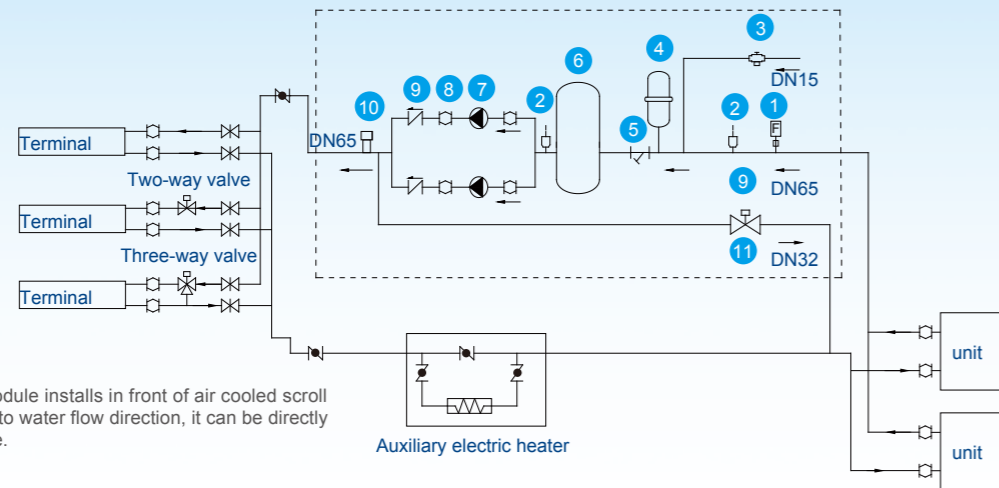 3
4
6
DN15
10
9
8
7
2
2
1
F
5
DN65
9
DN65
11
DN32
Terminal
Two-way valve
Terminal
Three-way valve
Terminal
unit
odule installs in front of air cooled scroll
to water flow direction, it can be directly
e.
Auxiliary electric heater
unit